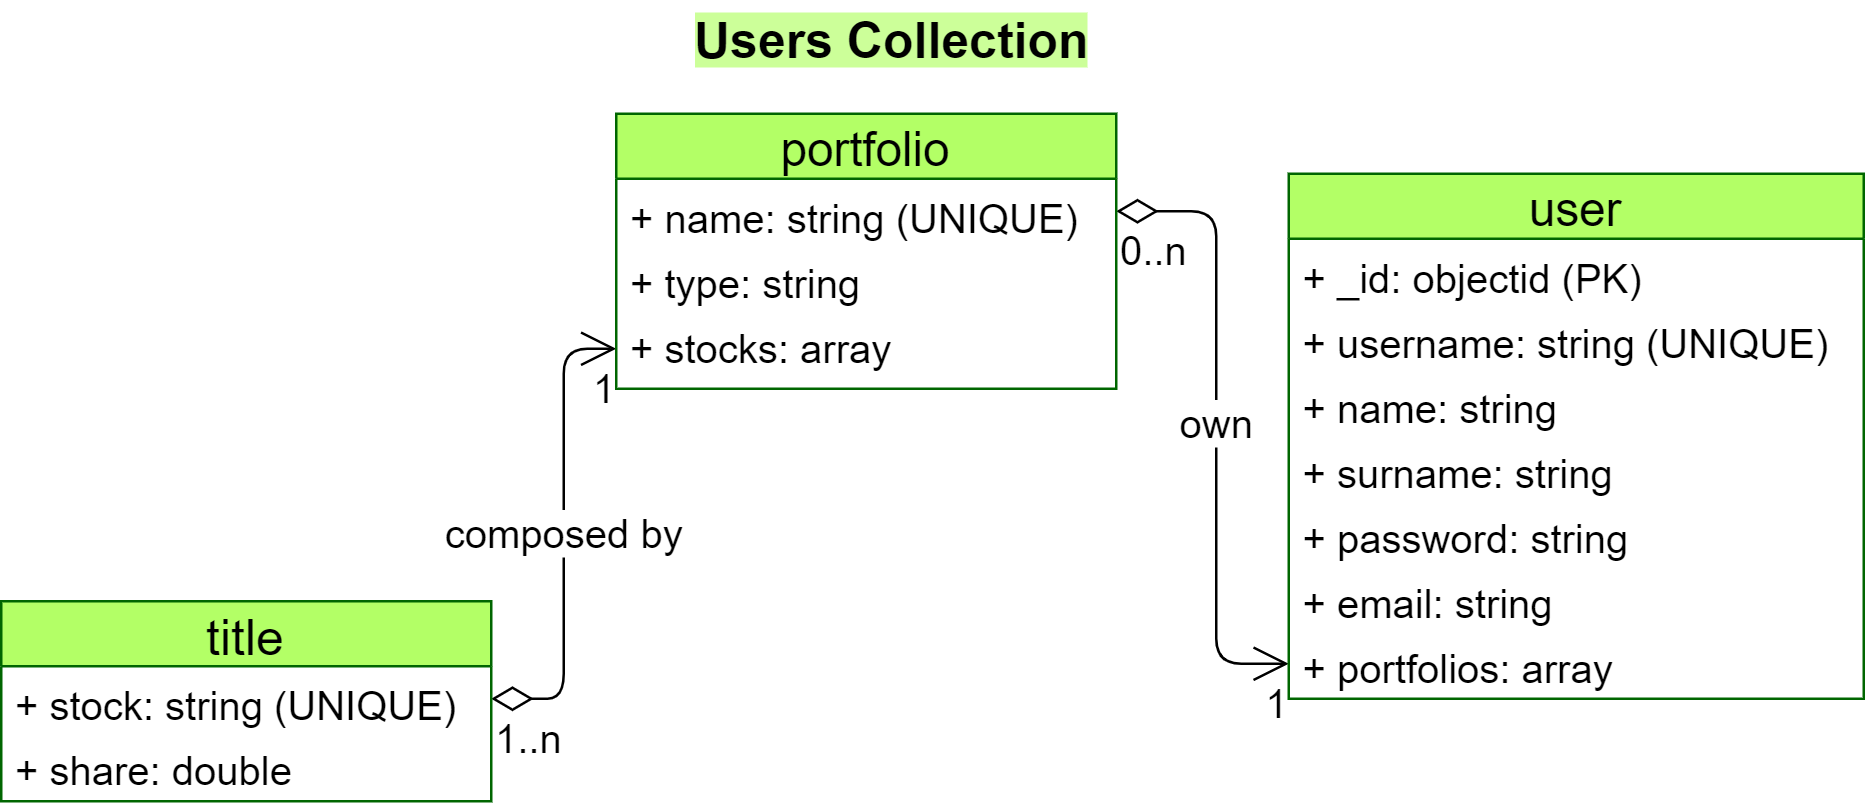 Users Collection
portfolio
+ name: string (UNIQUE)
+ type: string
+ stocks: array
0..n
1
own
composed by
user
+ _id: objectid (PK)
+ username: string (UNIQUE)
+ name: string
+ surname: string
+ password: string
+ email: string
+ portfolios: array
1
title
+ stock: string (UNIQUE)
+ share: double
1..n